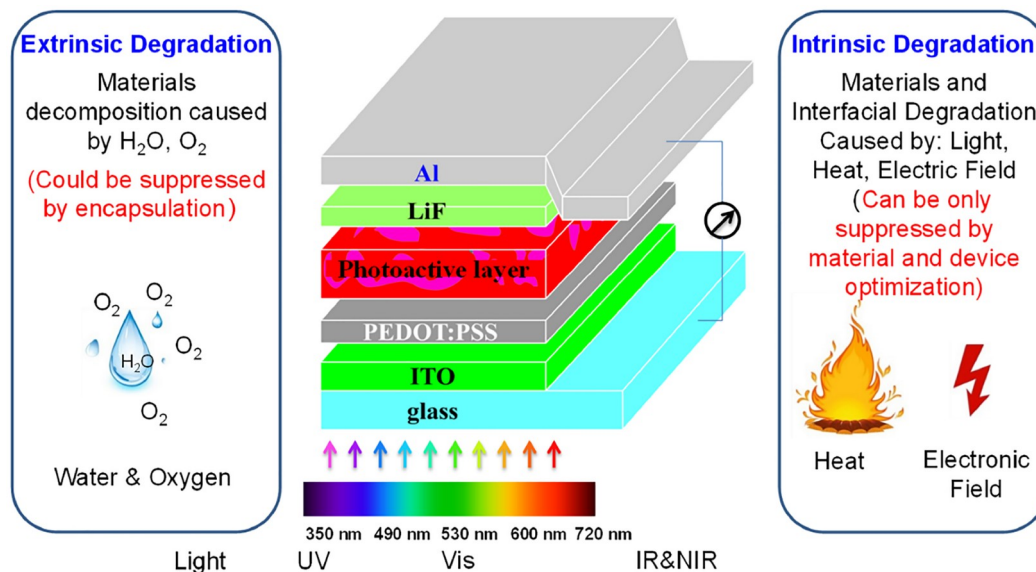 Extrinsic Degradation
Materials
decomposition caused
by H₂O, O₂
(Could be suppressed
by encapsulation)
O₂
O₂
H₂O
O₂
O₂
Water & Oxygen
Al
LiF
Photoactive layer
PEDOT:PSS
ITO
glass
350 nm 490 nm 530 nm 600 nm 720 nm
Light UV Vis IR&NIR
Intrinsic Degradation
Materials and
Interfacial Degradation
Caused by: Light,
Heat, Electric Field
(Can be only
suppressed by
material and device
optimization)
Heat
Electronic
Field